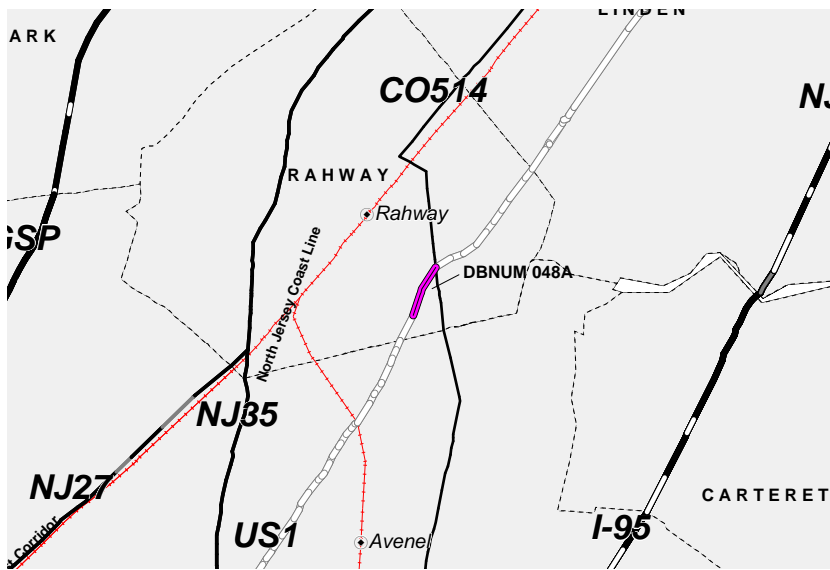 LINDEN
ARK
CO514
NJ
RAHWAY
Rahway
GSP
DBNUM 048A
North Jersey Coast Line
NJ35
NJ27
CARTERET
US1
I-95
t Corridor
Avenel